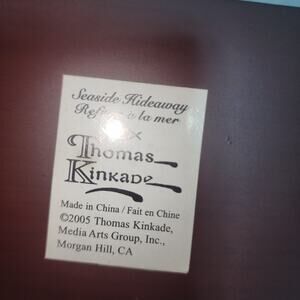 Seaside Hideaway
Refuge à la mer
Thomas
Kinkade
Made in China / Fait en Chine
©2005 Thomas Kinkade,
Media Arts Group, Inc.,
Morgan Hill, CA